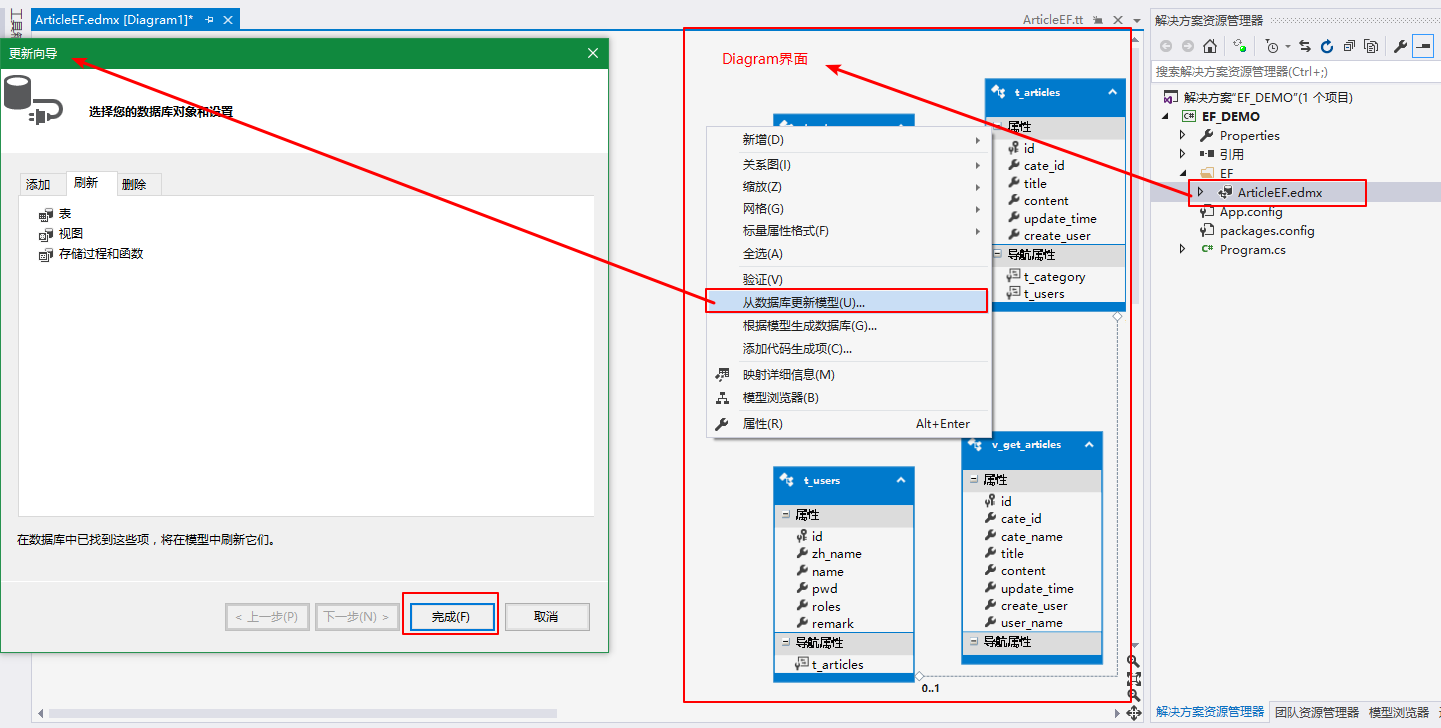 工具箱
ArticleEF.edmx [Diagram1]*
ArticleEF.tt
更新向导
选择您的数据库对象和设置
添加
刷新
删除
表
视图
存储过程和函数
在数据库中已找到这些项，将在模型中刷新它们。
< 上一步(P)
下一步(N) >
完成(F)
取消
Diagram界面
新增(D)
关系图(I)
缩放(Z)
网格(G)
标量属性格式(F)
全选(A)
验证(V)
从数据库更新模型(U)...
根据模型生成数据库(G)...
添加代码生成项(C)...
映射详细信息(M)
模型浏览器(B)
属性(R) Alt+Enter
t_articles
属性
id
cate_id
title
content
update_time
create_user
导航属性
t_category
t_users
t_users
属性
id
zh_name
name
pwd
roles
remark
导航属性
t_articles
v_get_articles
属性
id
cate_id
cate_name
title
content
update_time
create_user
user_name
导航属性
0..1
解决方案资源管理器
搜索解决方案资源管理器(Ctrl+;)
解决方案"EF_DEMO"(1 个项目)
C# EF_DEMO
Properties
引用
EF
ArticleEF.edmx
App.config
packages.config
C# Program.cs
解决方案资源管理器
团队资源管理器
模型浏览器